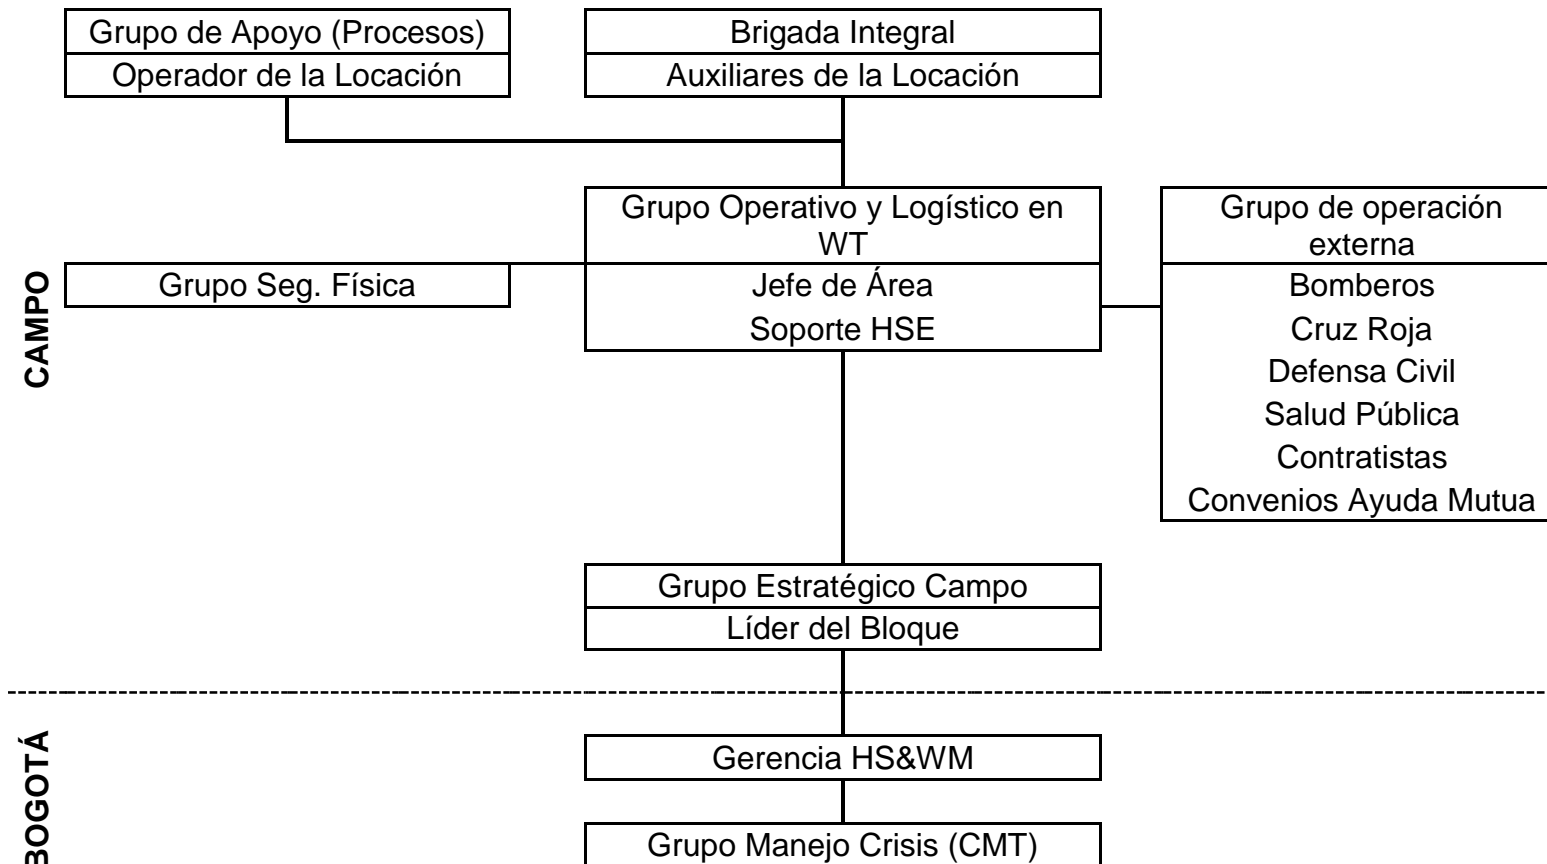 Grupo de Apoyo (Procesos)
Operador de la Locación
Brigada Integral
Auxiliares de la Locación
Grupo Operativo y Logístico en
WT
Jefe de Área
Soporte HSE
Grupo Seg. Física
Grupo de operación
externa
Bomberos
Cruz Roja
Defensa Civil
Salud Pública
Contratistas
Convenios Ayuda Mutua
CAMPO
Grupo Estratégico Campo
Líder del Bloque
BOGOTÁ
Gerencia HS&WM
Grupo Manejo Crisis (CMT)